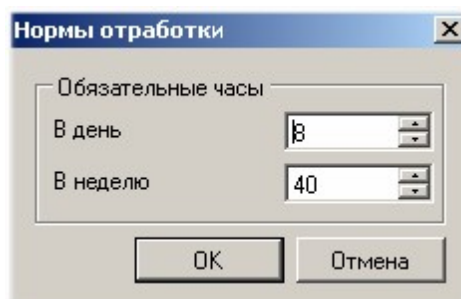 Нормы отработки
Обязательные часы
В день 8
В неделю 40
OK Отмена